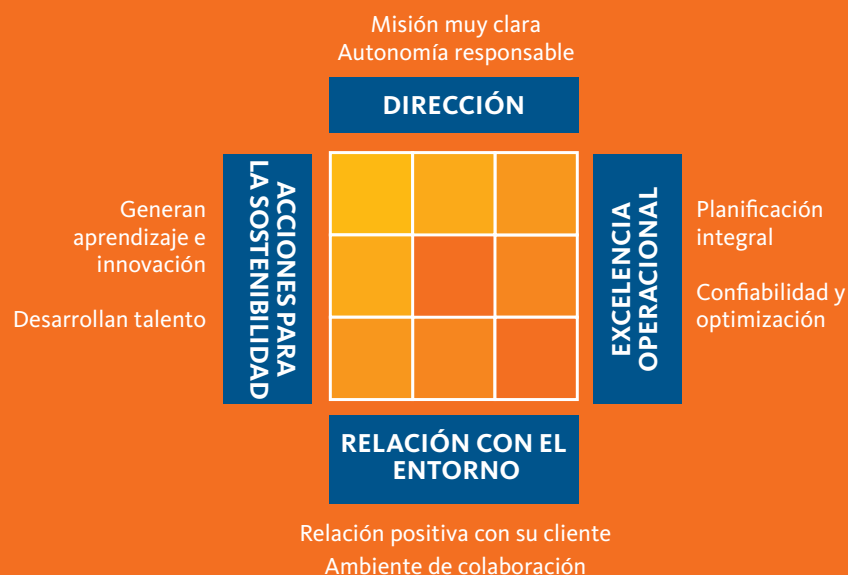 Misión muy clara
Autonomía responsable
DIRECCIÓN
Generan
aprendizaje e
innovación
Desarrollan talento
ACCIONES PARA
LA SOSTENIBILIDAD
EXCELENCIA
OPERACIONAL
Planificación
integral
Confiabilidad y
optimización
RELACIÓN CON EL
ENTORNO
Relación positiva con su cliente
Ambiente de colaboración